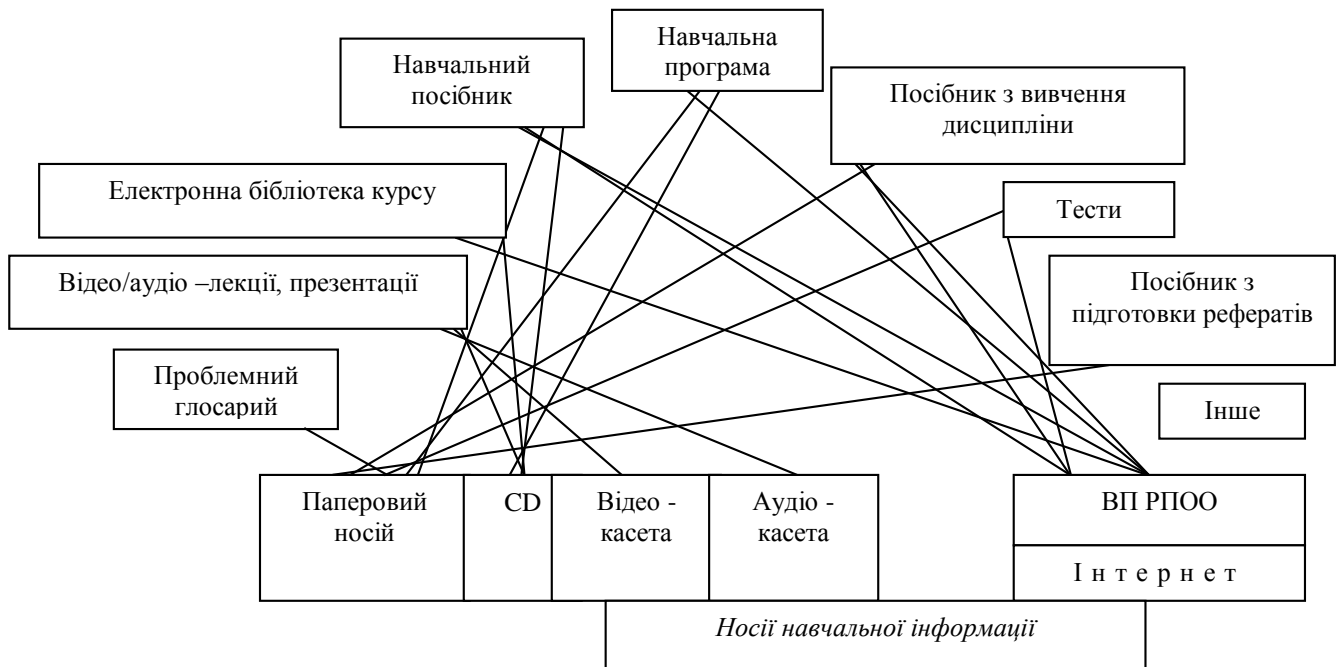 Навчальна
програма
Навчальний
посібник
Посібник з вивчення
дисципліни
Електронна бібліотека курсу
Тести
Відео/аудіо –лекції, презентації
Посібник з
підготовки рефератів
Проблемний
глосарий
Інше
Паперовий
носій
CD
Відео -
касета
Аудіо -
касета
ВП РПОО
І н т е р н е т
Носії навчальної інформації